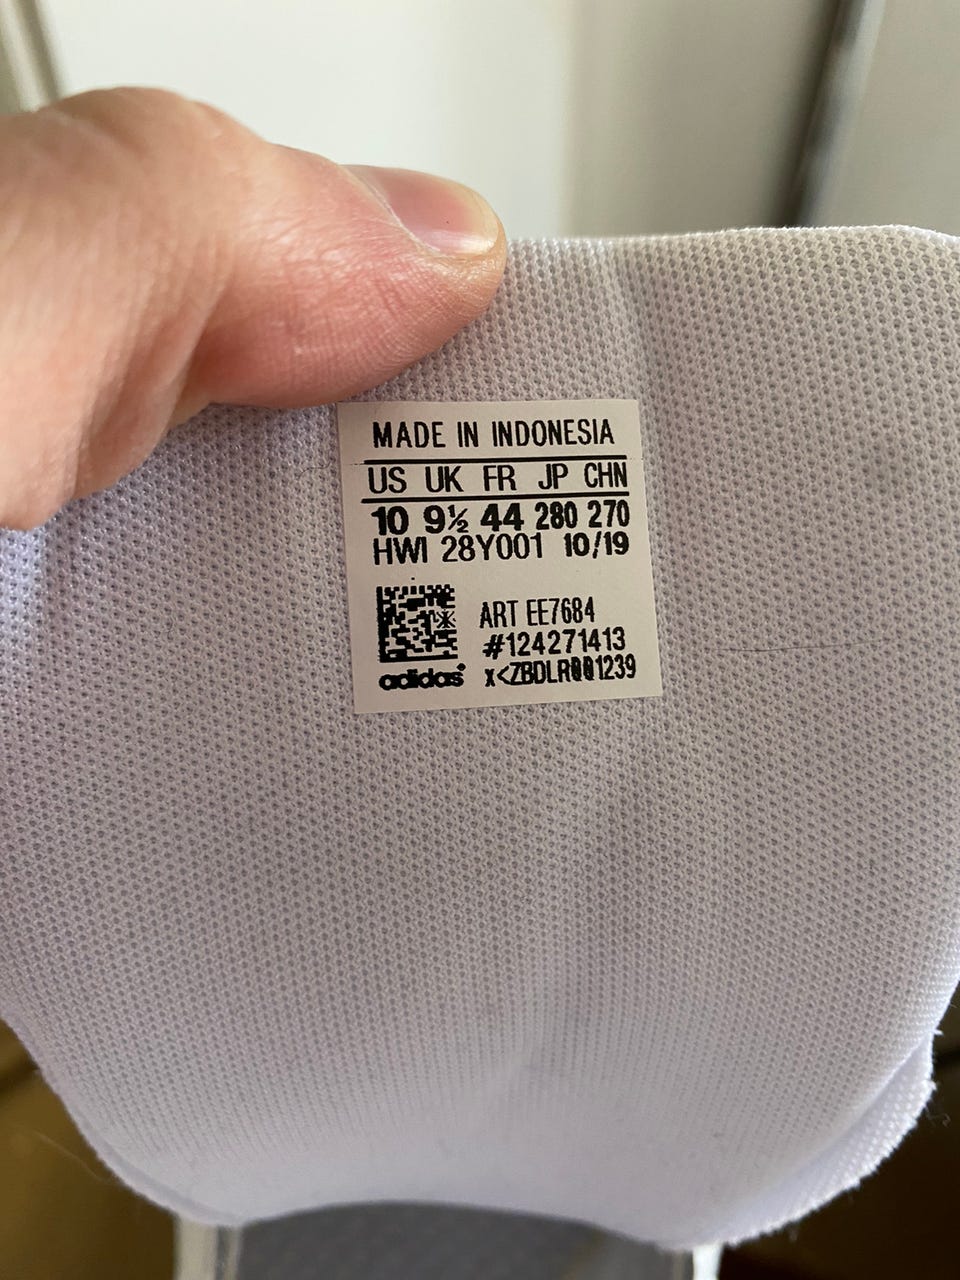 MADE IN INDONESIA
US UK FR JP CHN
10 9½ 44 280 270
HWI 28Y001 10/19
ART EE7684
#124271413
adidas x<ZBDLR001239